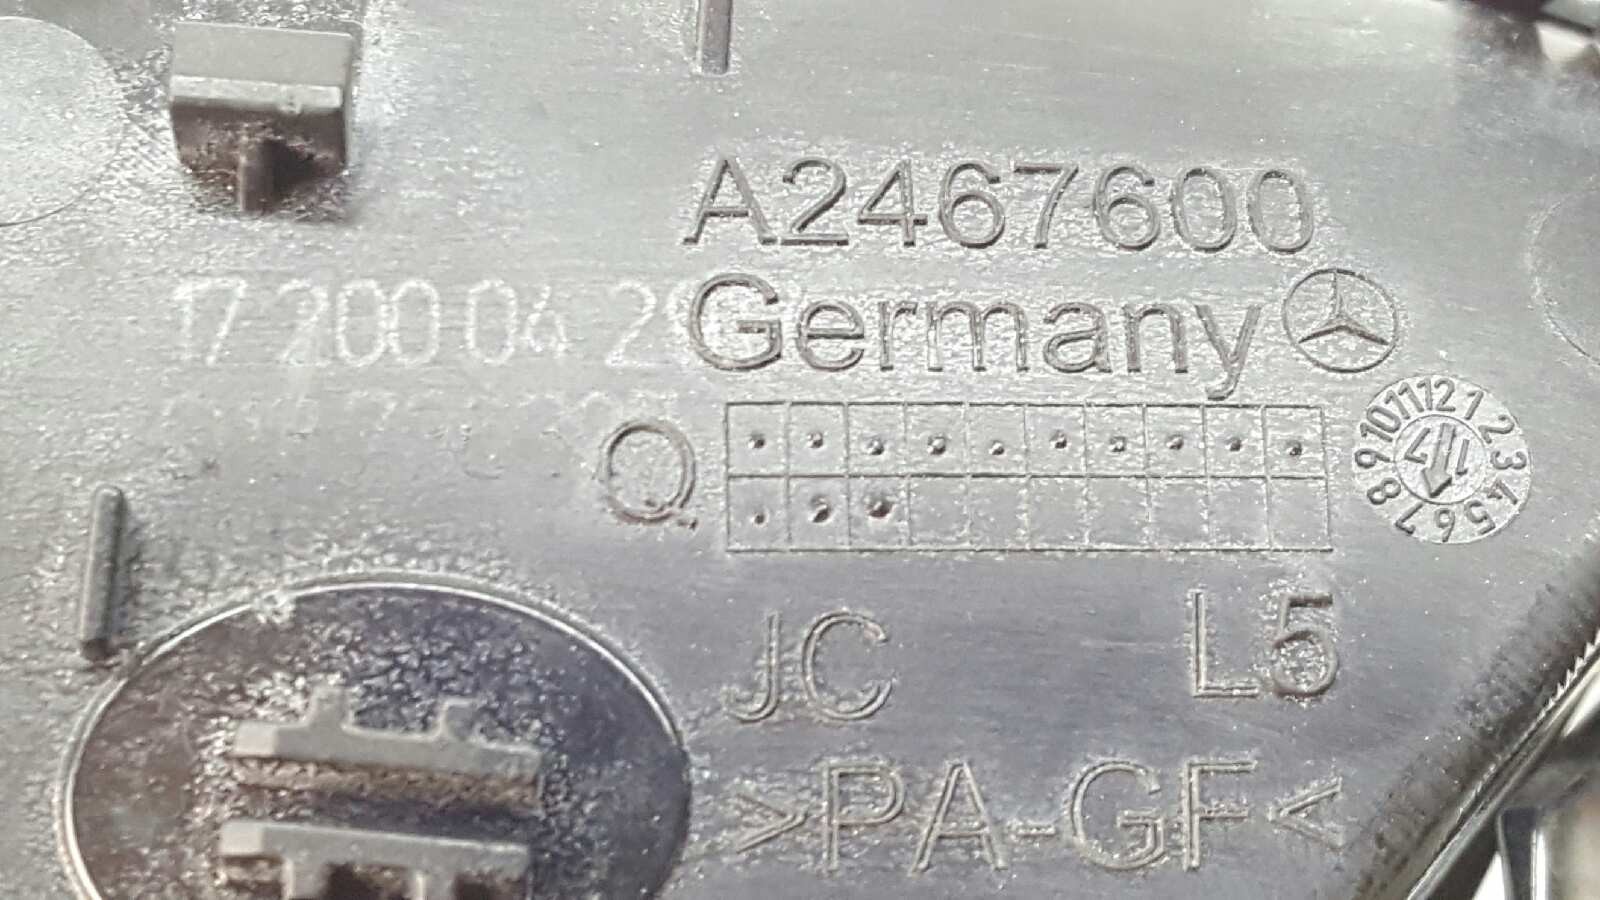 A2467600
17 200 04 2
Germany
Q
10 11 12 1 2 3 4 5 6 7 8 9
17
JC L5
>PA-GF<